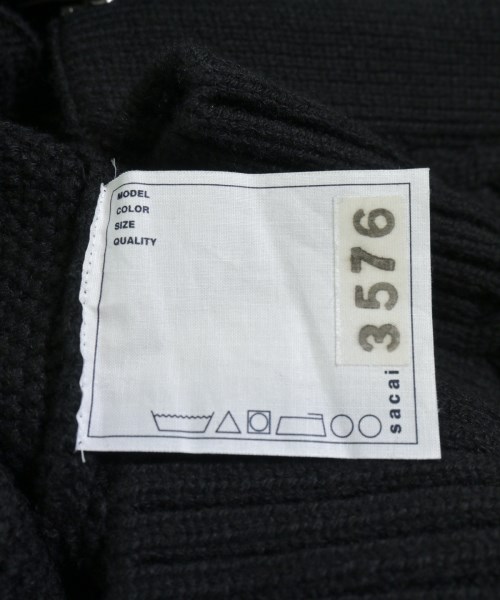 MODEL
COLOR
SIZE
QUALITY
3576
sacai